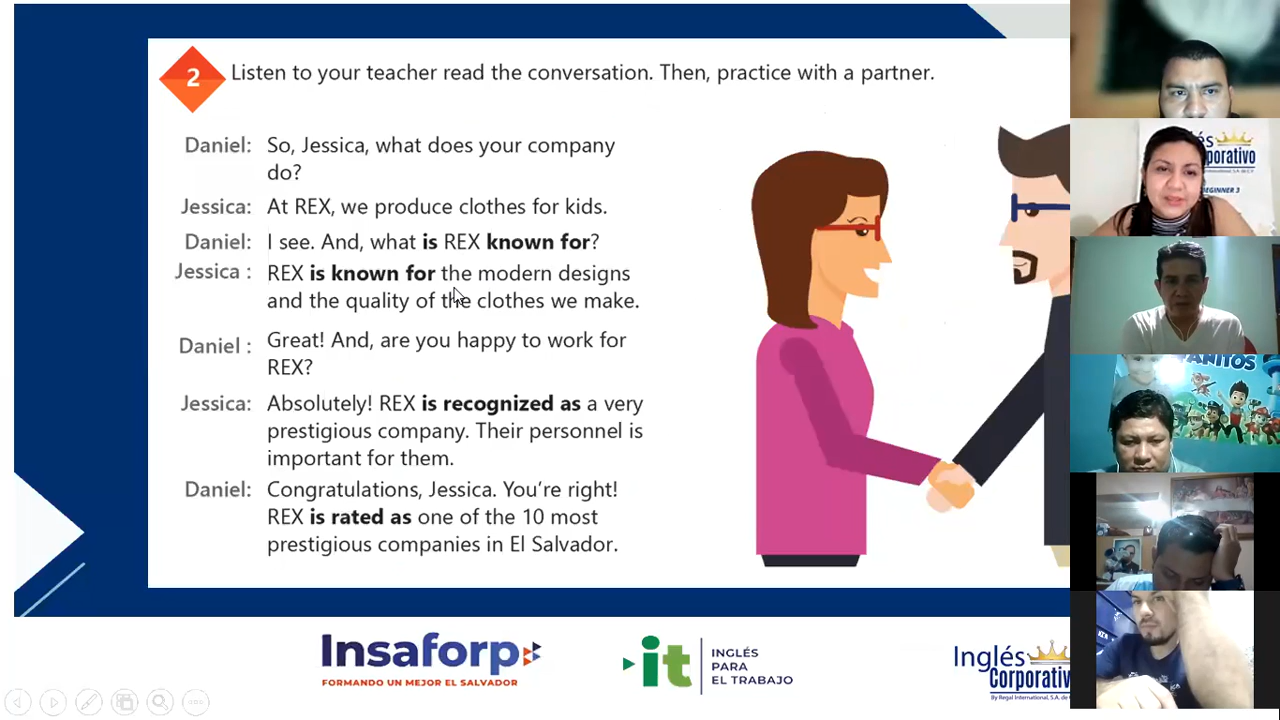 2 Listen to your teacher read the conversation. Then, practice with a partner.
Daniel: So, Jessica, what does your company
do?
Jessica: At REX, we produce clothes for kids.
Daniel: I see. And, what is REX known for?
Jessica : REX is known for the modern designs
and the quality of the clothes we make.
Daniel : Great! And, are you happy to work for
REX?
Jessica: Absolutely! REX is recognized as a very
prestigious company. Their personnel is
important for them.
Daniel: Congratulations, Jessica. You're right!
REX is rated as one of the 10 most
prestigious companies in El Salvador.
Insaforp
FORMANDO UN MEJOR EL SALVADOR
it
INGLÉS
PARA
EL TRABAJO
Inglés
Corporativo
By Regal International, S.A. de C
BEGINNER 3